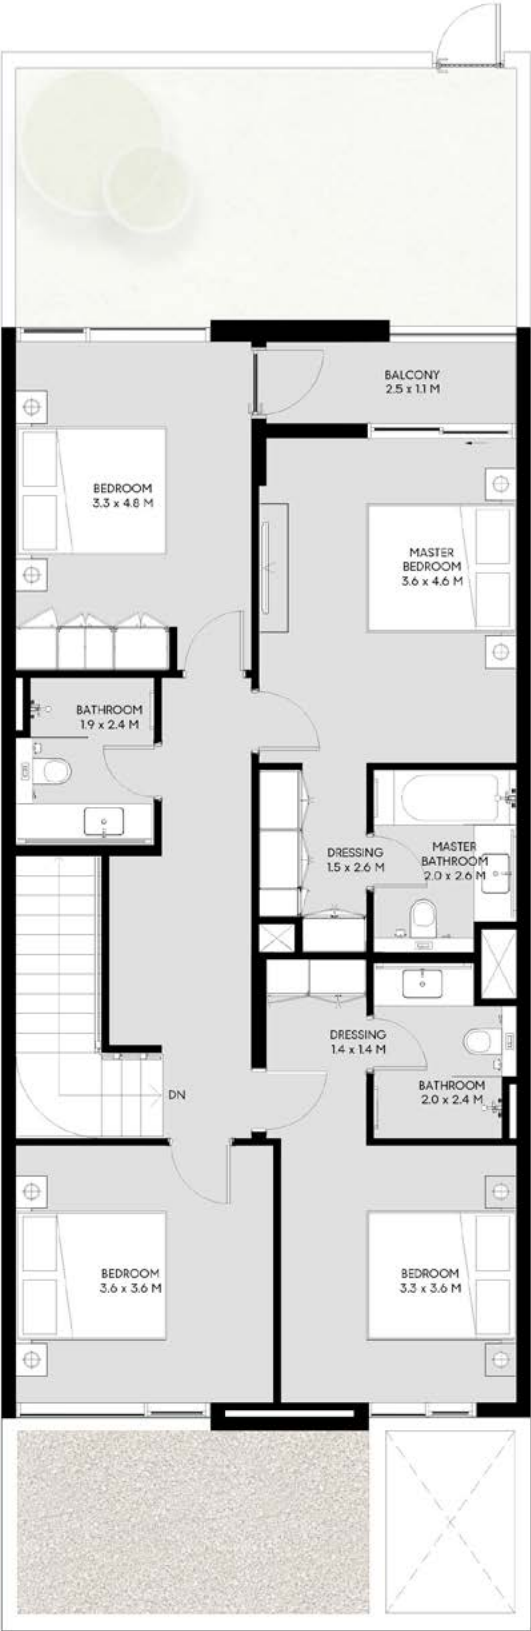 BALCONY
2.5 x 1.1 M
BEDROOM
3.3 x 4.8 M
MASTER
BEDROOM
3.6 x 4.6 M
BATHROOM
1.9 x 2.4 M
DRESSING
1.5 x 2.6 M
MASTER
BATHROOM
2.0 x 2.6 M
DRESSING
1.4 x 1.4 M
BATHROOM
2.0 x 2.4 M
DN
BEDROOM
3.6 x 3.6 M
BEDROOM
3.3 x 3.6 M